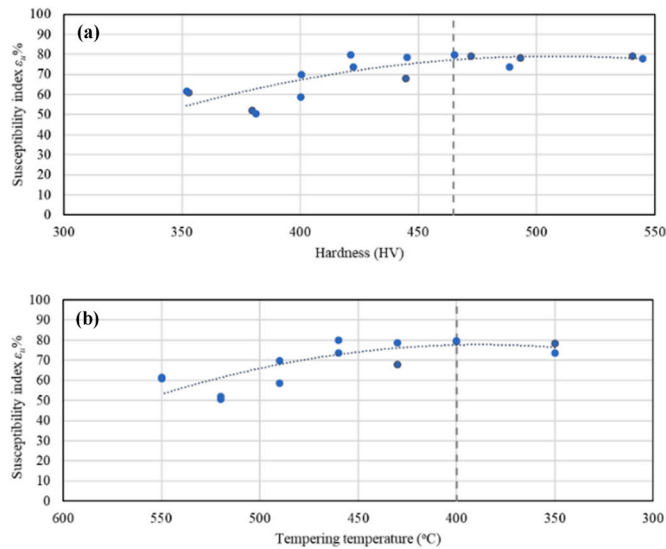 (a)
Susceptibility index εn%
100
90
80
70
60
50
40
30
20
10
0
300 350 400 450 500 550
Hardness (HV)
(b)
Susceptibility index εn%
100
90
80
70
60
50
40
30
20
10
0
600 550 500 450 400 350 300
Tempering temperature (°C)